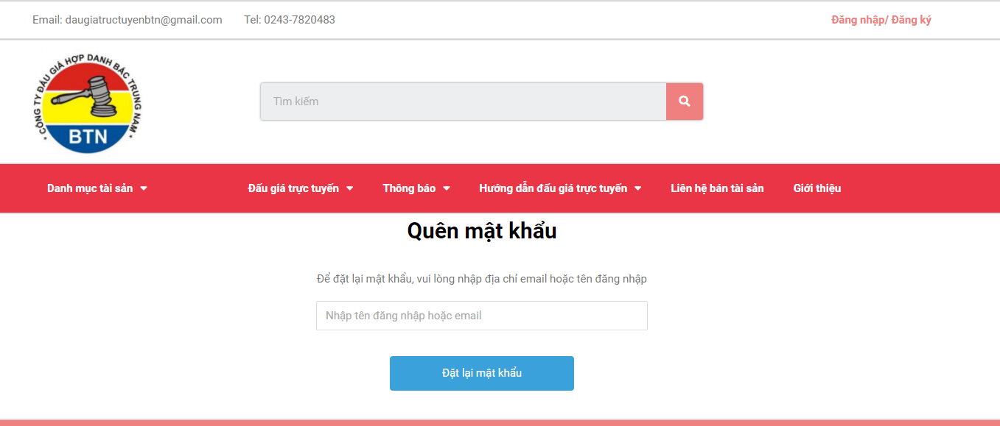 Email: daugiatructuyenbtn@gmail.com Tel: 0243-7820483 Đăng nhập/ Đăng ký
CÔNG TY ĐẤU GIÁ HỢP DANH BẮC TRUNG NAM
BTN
Tìm kiếm
Danh mục tài sản Đấu giá trực tuyến Thông báo Hướng dẫn đấu giá trực tuyến Liên hệ bán tài sản Giới thiệu
Quên mật khẩu
Để đặt lại mật khẩu, vui lòng nhập địa chỉ email hoặc tên đăng nhập
Nhập tên đăng nhập hoặc email
Đặt lại mật khẩu